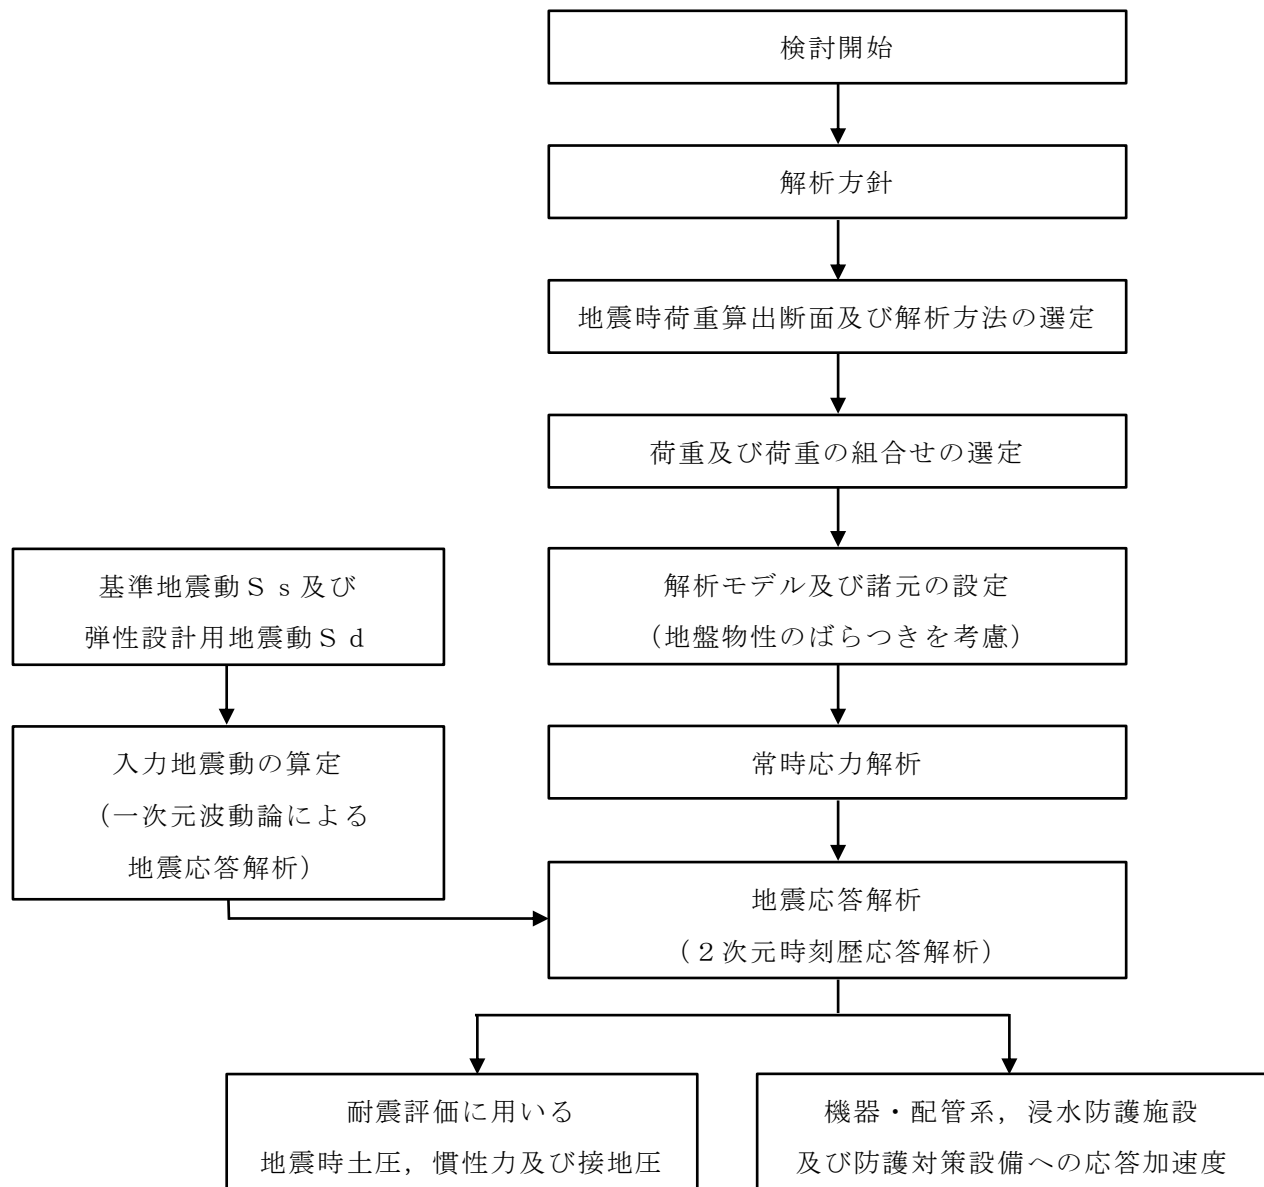 検討開始
解析方針
地震時荷重算出断面及び解析方法の選定
荷重及び荷重の組合せの選定
基準地震動Ｓｓ及び
弾性設計用地震動Ｓｄ
解析モデル及び諸元の設定
（地盤物性のばらつきを考慮）
入力地震動の算定
（一次元波動論による
地震応答解析）
常時応力解析
地震応答解析
（２次元時刻歴応答解析）
耐震評価に用いる
地震時土圧，慣性力及び接地圧
機器・配管系，浸水防護施設
及び防護対策設備への応答加速度